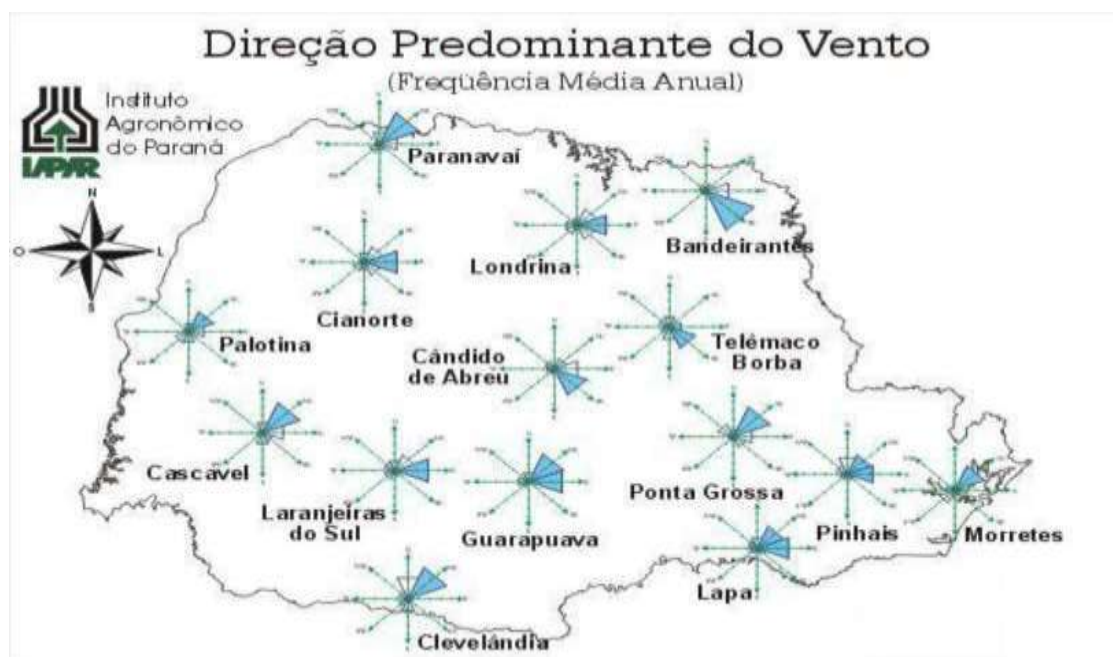 Direção Predominante do Vento
(Freqüência Média Anual)
Instituto
Agronômico
do Paraná
IAPAR
N
O
L
S
Paranavaí
Bandeirantes
Londrina
Cianorte
Palotina
Telêmaco
Borba
Cândido
de Abreu
Cascavel
Ponta Grossa
Laranjeiras
do Sul
Guarapuava
Pinhais
Morretes
Lapa
Clevelândia